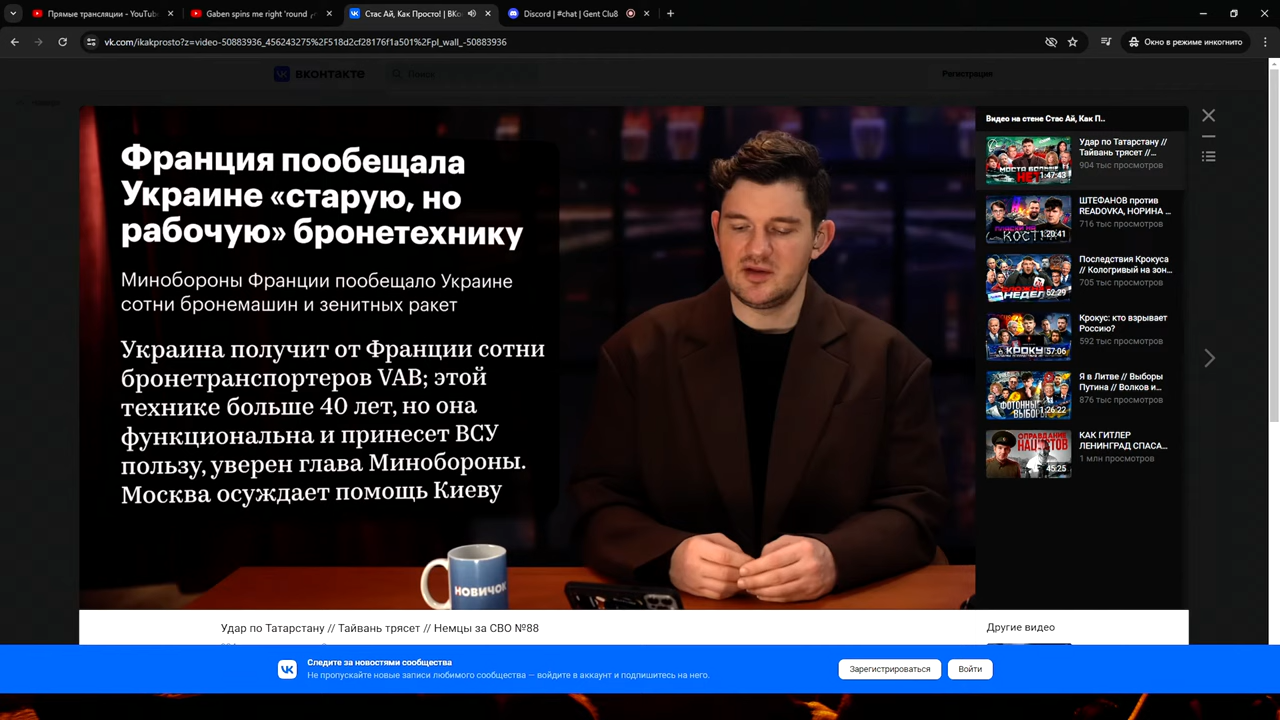 Прямые трансляции - YouTub
Gaben spins me right 'round
Стас Ай, Как Просто! | ВКо
Discord | #chat | Gent Clu8
vk.com/ikakprosto?z=video-50883936_456243275%2F518d2cf28176f1a501%2Fpl_wall_-50883936
Окно в режиме инкогнито
вконтакте
Поиск
Регистрация
Франция пообещала
Украине «старую, но
рабочую» бронетехнику
Минобороны Франции пообещало Украине
сотни бронемашин и зенитных ракет
Украина получит от Франции сотни
бронетранспортеров VAB; этой
технике больше 40 лет, но она
функциональна и принесет ВСУ
пользу, уверен глава Минобороны.
Москва осуждает помощь Киеву
НОВИЧОК
Видео на стене Стас Ай, Как П..
Удар по Татарстану //
Тайвань трясет //...
904 тыс просмотров
1:47:43
ШТЕФАНОВ против
READOVKA, НОРИНА ...
716 тыс просмотров
1:20:41
Последствия Крокуса
// Кологривый на зон...
705 тыс просмотров
52:29
Крокус: кто взрывает
Россию?
592 тыс просмотров
57:06
Я в Литве // Выборы
Путина // Волков и...
876 тыс просмотров
1:26:22
КАК ГИТЛЕР
ЛЕНИНГРАД СПАСА...
1 млн просмотров
45:25
Удар по Татарстану // Тайвань трясет // Немцы за СВО №88
Другие видео
Следите за новостями сообщества
Не пропускайте новые записи любимого сообщества — войдите в аккаунт и подпишитесь на него.
Зарегистрироваться
Войти